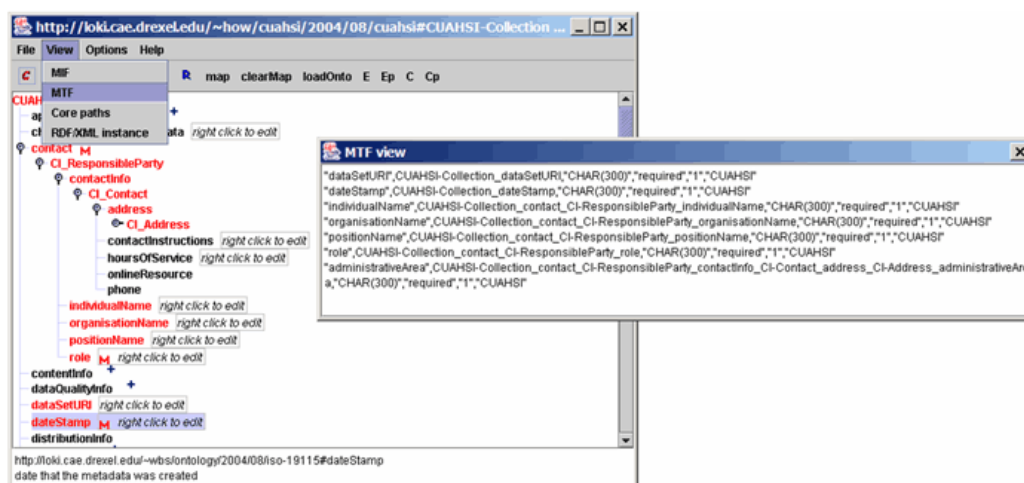 http://loki.cae.drexel.edu/~how/cuahsi/2004/08/cuahsi#CUAHSI-Collection ...
File View Options Help
MIF
MTF
Core paths
RDF/XML instance
C R map clearMap loadOnto E Ep C Cp
CUAH
ap
ch ata right click to edit
contact M
CI_ResponsibleParty
contactInfo
CI_Contact
address
CI_Address
contactInstructions right click to edit
hoursOfService right click to edit
onlineResource
phone
individualName right click to edit
organisationName right click to edit
positionName right click to edit
role M right click to edit
contentInfo +
dataQualityInfo +
dataSetURI right click to edit
dateStamp M right click to edit
distributionInfo
http://loki.cae.drexel.edu/~wbs/ontology/2004/08/iso-19115#dateStamp
date that the metadata was created
MTF view
"dataSetURI",CUAHSI-Collection_dataSetURI,"CHAR(300)","required","1","CUAHSI"
"dateStamp",CUAHSI-Collection_dateStamp,"CHAR(300)","required","1","CUAHSI"
"individualName",CUAHSI-Collection_contact_CI-ResponsibleParty_individualName,"CHAR(300)","required","1","CUAHSI"
"organisationName",CUAHSI-Collection_contact_CI-ResponsibleParty_organisationName,"CHAR(300)","required","1","CUAHSI"
"positionName",CUAHSI-Collection_contact_CI-ResponsibleParty_positionName,"CHAR(300)","required","1","CUAHSI"
"role",CUAHSI-Collection_contact_CI-ResponsibleParty_role,"CHAR(300)","required","1","CUAHSI"
"administrativeArea",CUAHSI-Collection_contact_CI-ResponsibleParty_contactInfo_CI-Contact_address_CI-Address_administrativeAre
a,"CHAR(300)","required","1","CUAHSI"